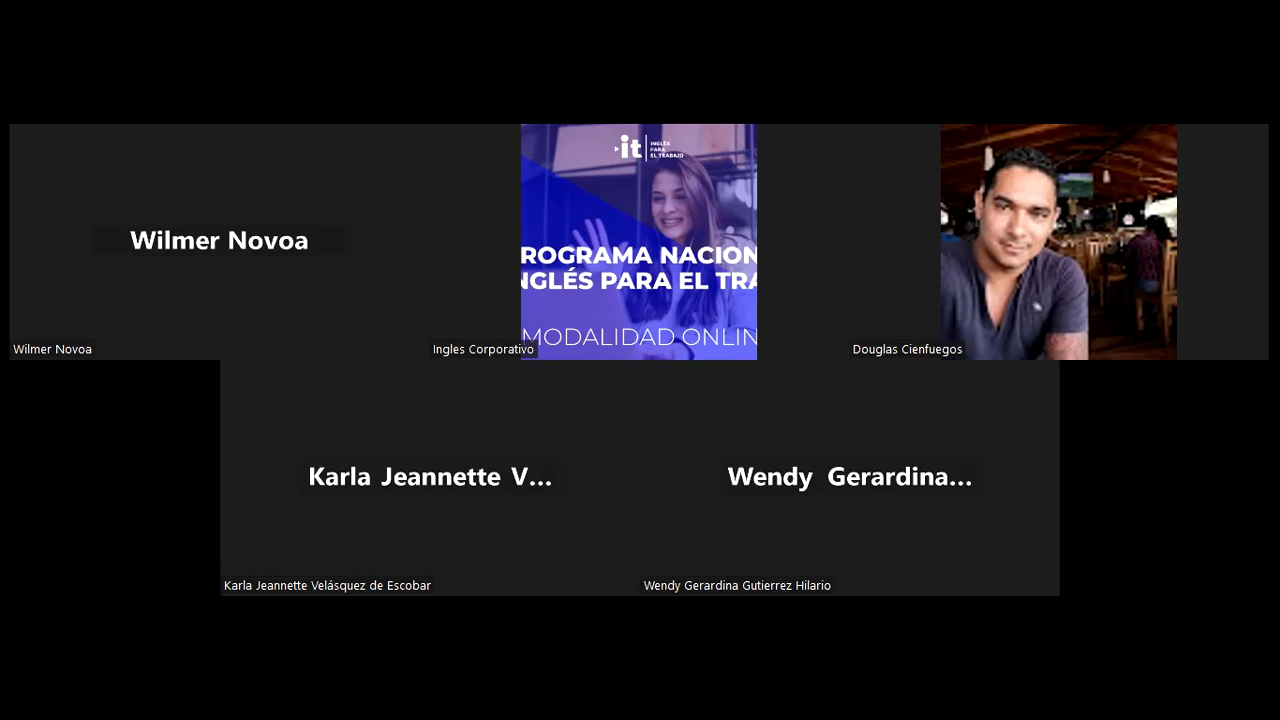 it INGLÉS
PARA
EL TRABAJO
Wilmer Novoa
ROGRAMA NACION
NGLÉS PARA EL TRA
MODALIDAD ONLIN
Wilmer Novoa
Ingles Corporativo
Douglas Cienfuegos
Karla Jeannette V...
Wendy Gerardina...
Karla Jeannette Velásquez de Escobar
Wendy Gerardina Gutierrez Hilario